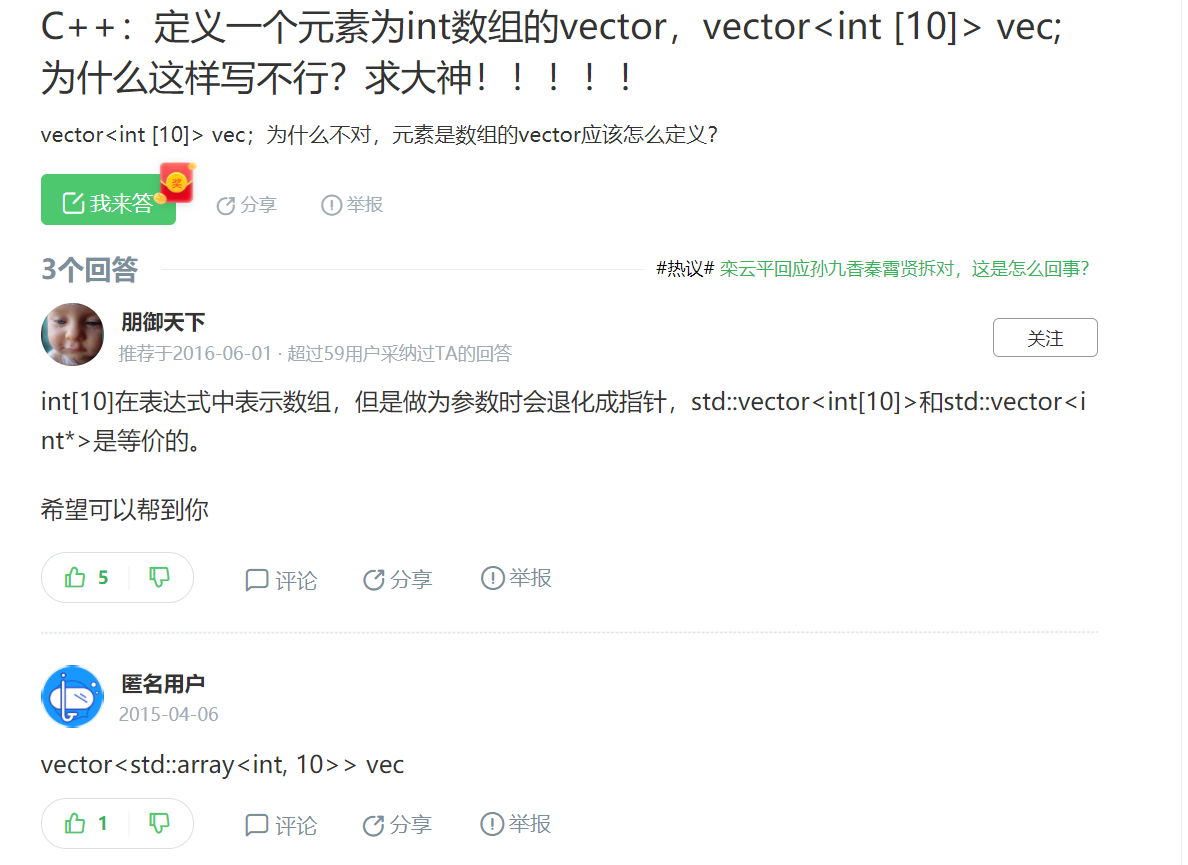 C++：定义一个元素为int数组的vector，vector<int [10]> vec;
为什么这样写不行？求大神！！！！！
vector<int [10]> vec；为什么不对，元素是数组的vector应该怎么定义？
我来答
奖
分享
举报
3个回答
#热议# 栾云平回应孙九香秦霄贤拆对，这是怎么回事？
朋御天下
推荐于2016-06-01 · 超过59用户采纳过TA的回答
关注
int[10]在表达式中表示数组，但是做为参数时会退化成指针，std::vector<int[10]>和std::vector<i
nt*>是等价的。
希望可以帮到你
5
评论
分享
举报
匿名用户
2015-04-06
vector<std::array<int, 10>> vec
1
评论
分享
举报